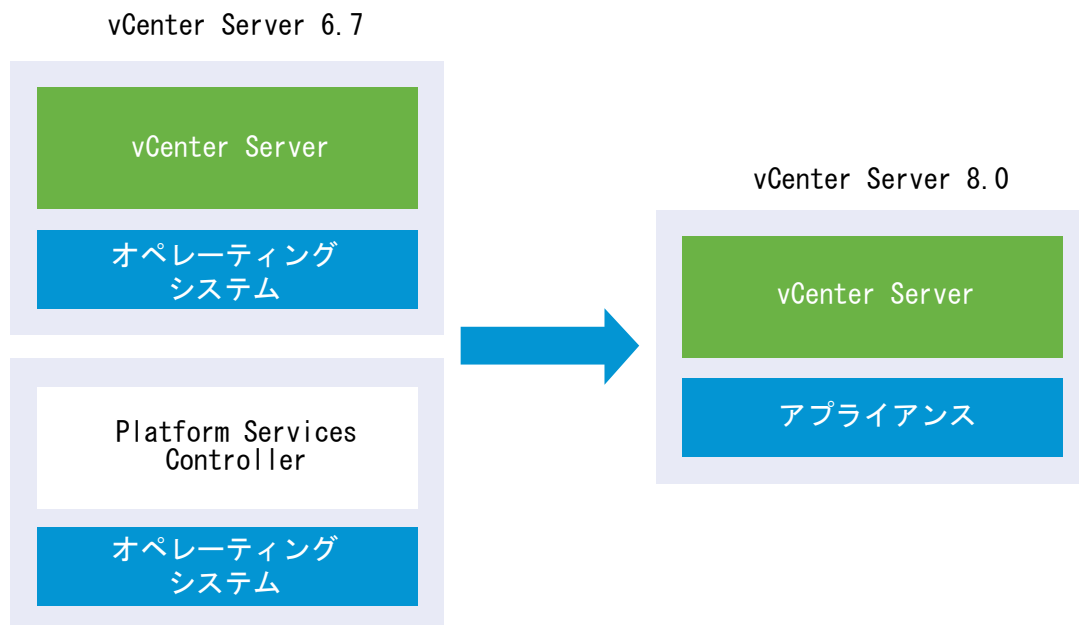 vCenter Server 6.7
vCenter Server
オペレーティング
システム
Platform Services
Controller
オペレーティング
システム
vCenter Server 8.0
vCenter Server
アプライアンス